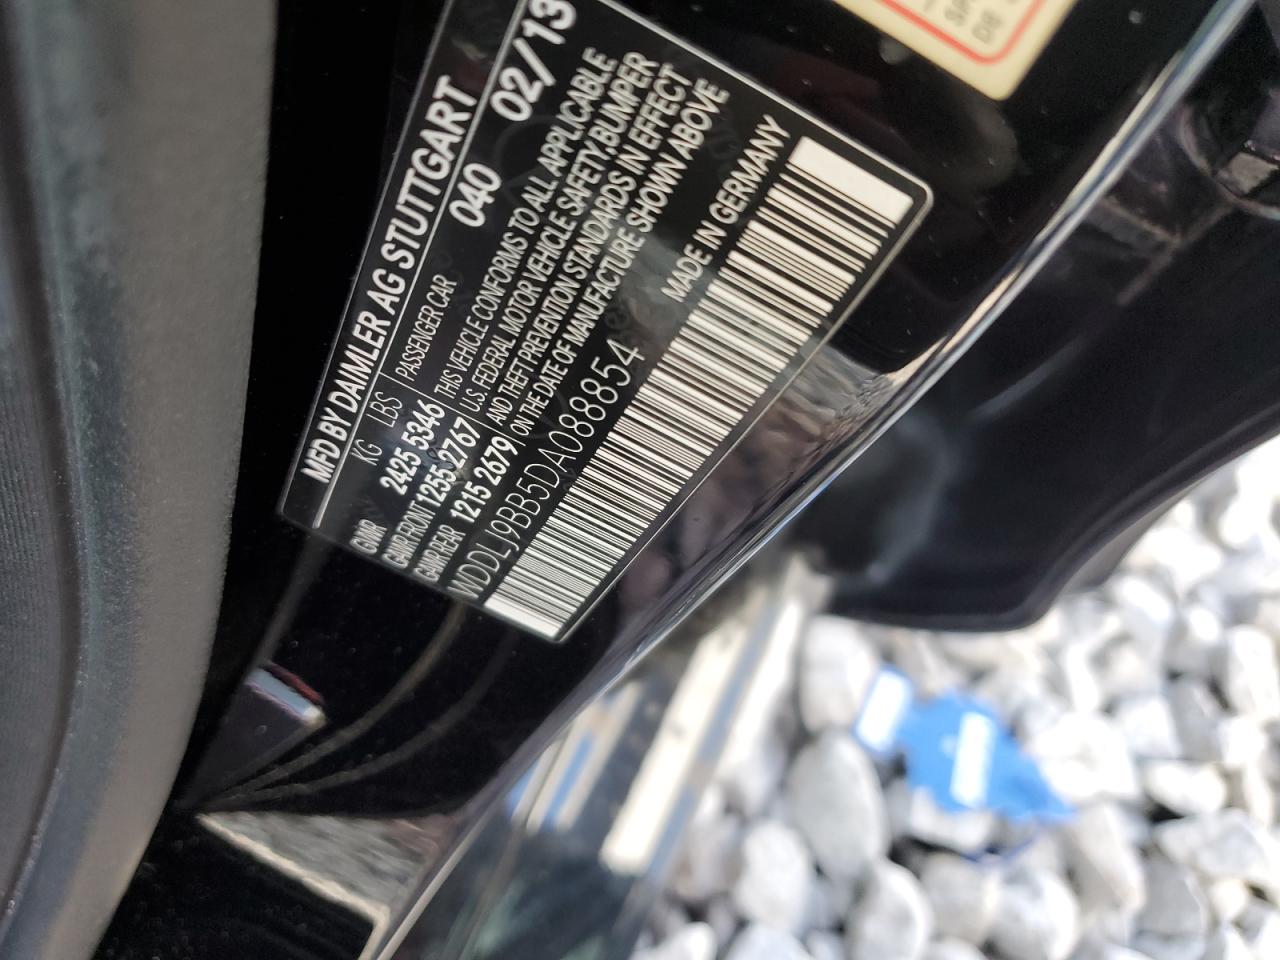 MFD BY DAIMLER AG STUTTGART
KG LBS
040 02/13
GVWR 2425 5346
GAWR FRONT 1255 2767
GAWR REAR 1215 2679
PASSENGER CAR
THIS VEHICLE CONFORMS TO ALL APPLICABLE
U.S. FEDERAL MOTOR VEHICLE SAFETY, BUMPER
AND THEFT PREVENTION STANDARDS IN EFFECT
ON THE DATE OF MANUFACTURE SHOWN ABOVE
WDDLJ9BB5DA088854
MADE IN GERMANY